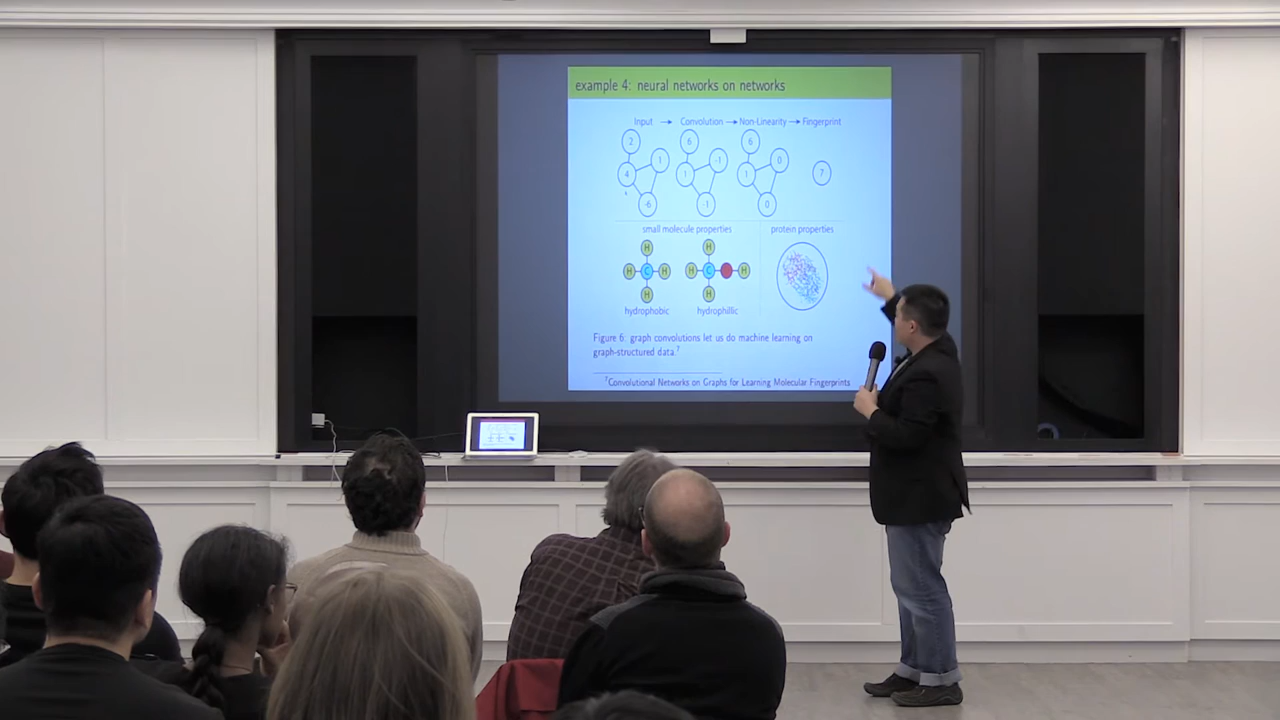 example 4: neural networks on networks
Input → Convolution → Non-Linearity → Fingerprint
2 6 6
1 -1 0
4 1 1 7
-6 -1 0
small molecule properties protein properties
H H
H C H H C H
H H
hydrophobic hydrophillic
Figure 6: graph convolutions let us do machine learning on
graph-structured data.7
7Convolutional Networks on Graphs for Learning Molecular Fingerprints